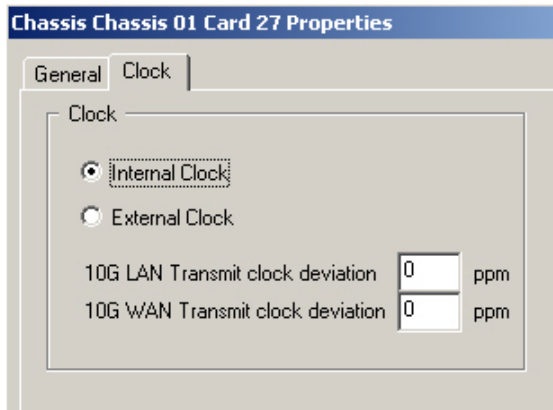 Chassis Chassis 01 Card 27 Properties
General Clock
Clock
Internal Clock
External Clock
10G LAN Transmit clock deviation 0 ppm
10G WAN Transmit clock deviation 0 ppm